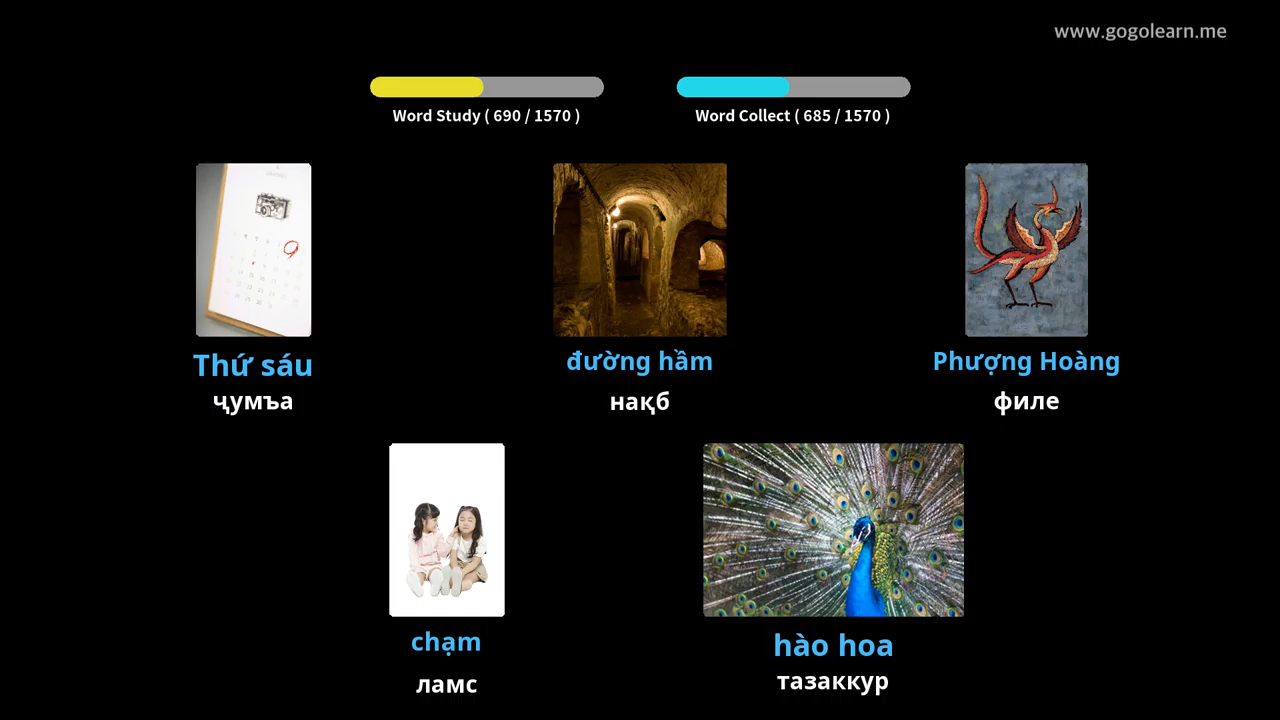 www.gogolearn.me
Word Study ( 690 / 1570 )
Word Collect ( 685 / 1570 )
Thứ sáu
ҷумъа
đường hầm
нақб
Phượng Hoàng
филе
chạm
ламс
hào hoa
тазаккур